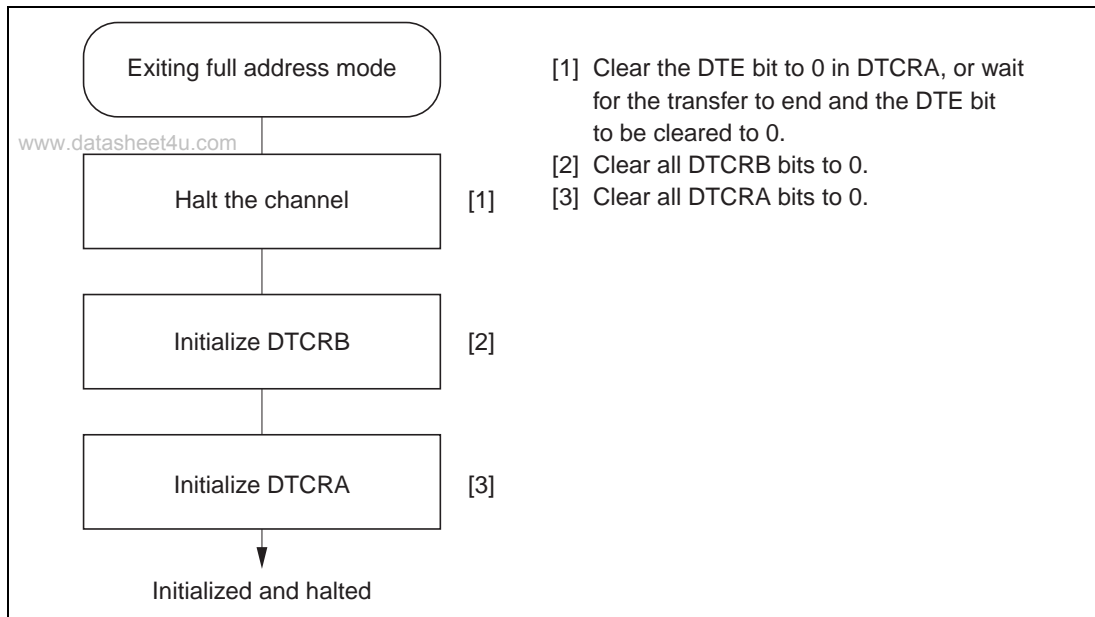 Exiting full address mode
www.datasheet4u.com
Halt the channel
[1]
Initialize DTCRB
[2]
Initialize DTCRA
[3]
Initialized and halted
[1] Clear the DTE bit to 0 in DTCRA, or wait
for the transfer to end and the DTE bit
to be cleared to 0.
[2] Clear all DTCRB bits to 0.
[3] Clear all DTCRA bits to 0.